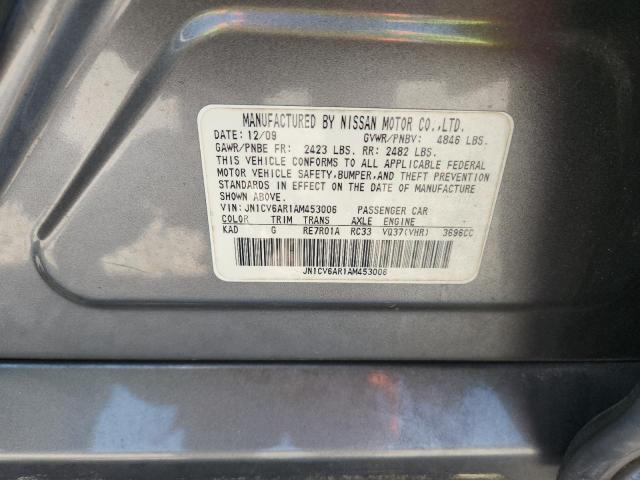 MANUFACTURED BY NISSAN MOTOR CO.,LTD.
DATE: 12/09 GVWR/PNBV: 4846 LBS.
GAWR/PNBE FR: 2423 LBS. RR: 2482 LBS.
THIS VEHICLE CONFORMS TO ALL APPLICABLE FEDERAL
MOTOR VEHICLE SAFETY,BUMPER,AND THEFT PREVENTION
STANDARDS IN EFFECT ON THE DATE OF MANUFACTURE
SHOWN ABOVE.
VIN: JN1CV6AR1AM453006 PASSENGER CAR
COLOR TRIM TRANS AXLE ENGINE
KAD G RE7R01A RC33 VQ37(VHR) 3696CC
JN1CV6AR1AM453006